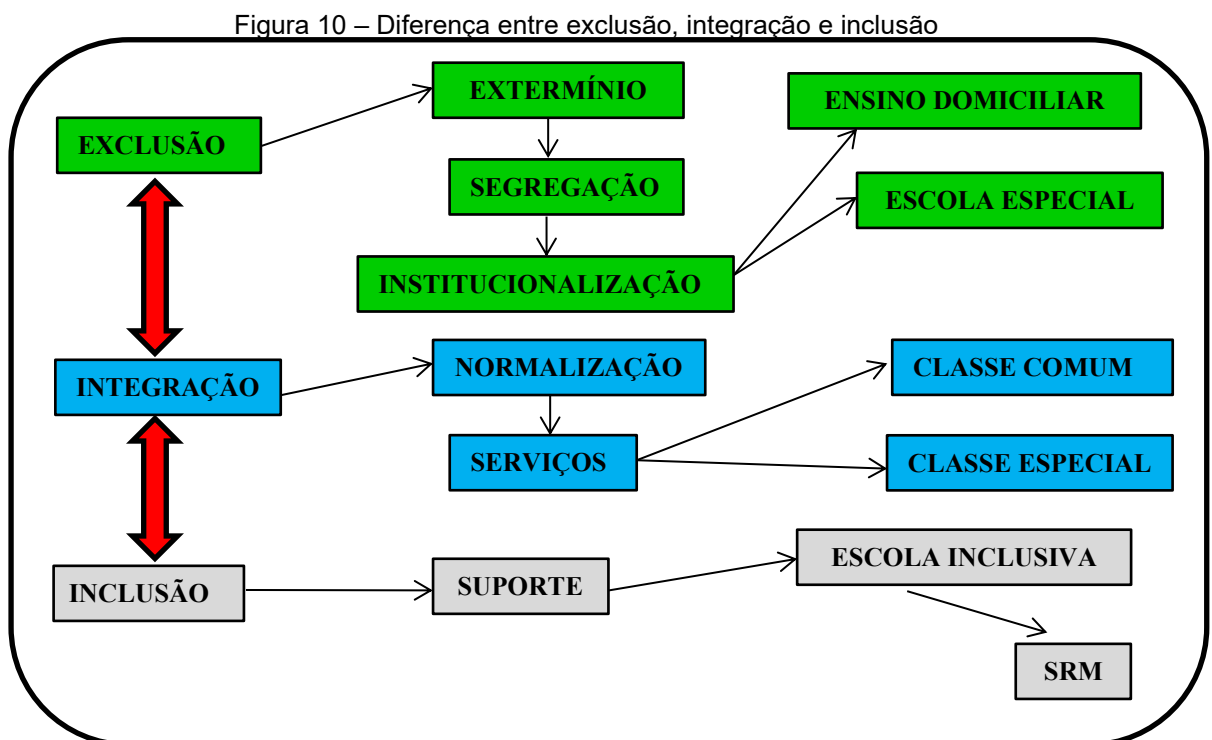 Figura 10 – Diferença entre exclusão, integração e inclusão
EXCLUSÃO
EXTERMÍNIO
SEGREGAÇÃO
INSTITUCIONALIZAÇÃO
ENSINO DOMICILIAR
ESCOLA ESPECIAL
INTEGRAÇÃO
NORMALIZAÇÃO
SERVIÇOS
CLASSE COMUM
CLASSE ESPECIAL
INCLUSÃO
SUPORTE
ESCOLA INCLUSIVA
SRM